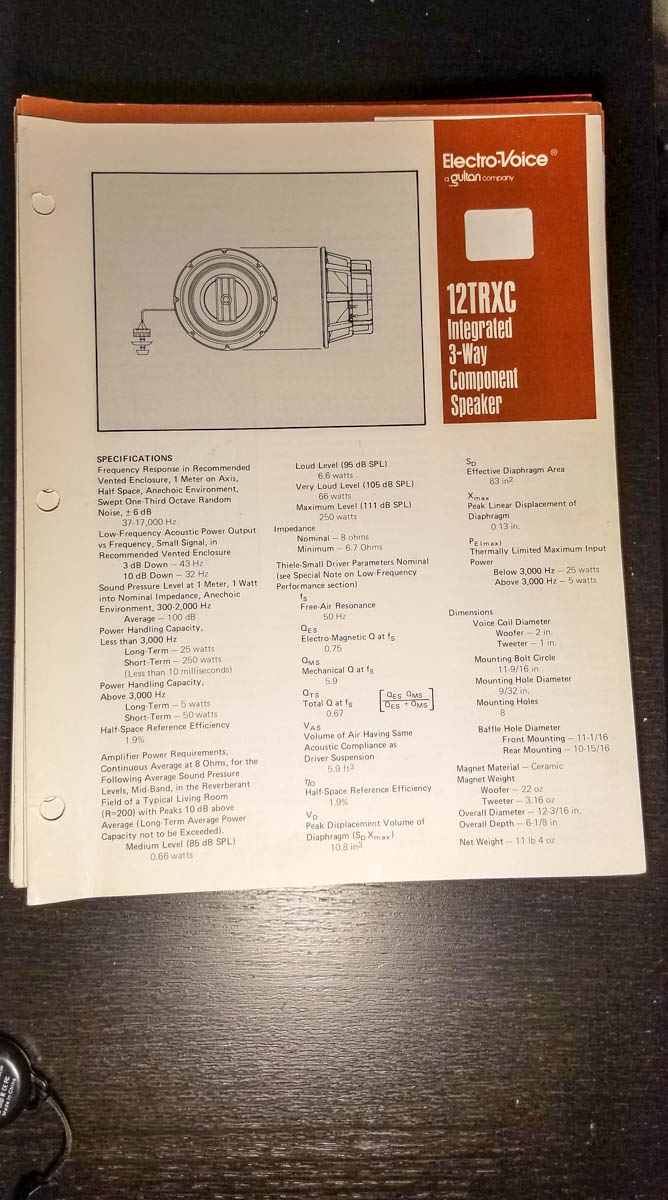 Electro-Voice®
a gulton company
12TRXC
Integrated
3-Way
Component
Speaker
SPECIFICATIONS
Frequency Response in Recommended
Vented Enclosure, 1 Meter on Axis,
Half Space, Anechoic Environment,
Swept One-Third Octave Random
Noise, ± 6 dB
37-17,000 Hz
Low-Frequency Acoustic Power Output
vs Frequency, Small Signal, in
Recommended Vented Enclosure
3 dB Down — 43 Hz
10 dB Down — 32 Hz
Sound Pressure Level at 1 Meter, 1 Watt
into Nominal Impedance, Anechoic
Environment, 300-2,000 Hz
Average — 100 dB
Power Handling Capacity,
Less than 3,000 Hz
Long-Term — 25 watts
Short-Term — 250 watts
(Less than 10 milliseconds)
Power Handling Capacity,
Above 3,000 Hz
Long-Term — 5 watts
Short-Term — 50 watts
Half-Space Reference Efficiency
1.9%
Amplifier Power Requirements,
Continuous Average at 8 Ohms, for the
Following Average Sound Pressure
Levels, Mid-Band, in the Reverberant
Field of a Typical Living Room
(R=200) with Peaks 10 dB above
Average (Long-Term Average Power
Capacity not to be Exceeded).
Medium Level (85 dB SPL)
0.66 watts
Loud Level (95 dB SPL)
6.6 watts
Very Loud Level (105 dB SPL)
66 watts
Maximum Level (111 dB SPL)
250 watts
Impedance
Nominal — 8 ohms
Minimum — 6.7 Ohms
Thiele-Small Driver Parameters Nominal
(see Special Note on Low-Frequency
Performance section)
fS
Free-Air Resonance
50 Hz
QES
Electro-Magnetic Q at fS
0.75
QMS
Mechanical Q at fS
5.9
QTS
Total Q at fS [QES QMS / QES + QMS]
0.67
VAS
Volume of Air Having Same
Acoustic Compliance as
Driver Suspension
5.9 ft3
ηO
Half-Space Reference Efficiency
1.9%
VD
Peak Displacement Volume of
Diaphragm (SD Xmax)
10.8 in3
SD
Effective Diaphragm Area
83 in2
Xmax
Peak Linear Displacement of
Diaphragm
0.13 in.
PE(max)
Thermally Limited Maximum Input
Power
Below 3,000 Hz — 25 watts
Above 3,000 Hz — 5 watts
Dimensions
Voice Coil Diameter
Woofer — 2 in.
Tweeter — 1 in.
Mounting Bolt Circle
11-9/16 in.
Mounting Hole Diameter
9/32 in.
Mounting Holes
8
Baffle Hole Diameter
Front Mounting — 11-1/16
Rear Mounting — 10-15/16
Magnet Material — Ceramic
Magnet Weight
Woofer — 22 oz
Tweeter — 3.16 oz
Overall Diameter — 12-3/16 in.
Overall Depth — 6-1/8 in
Net Weight — 11 lb 4 oz
Made in China